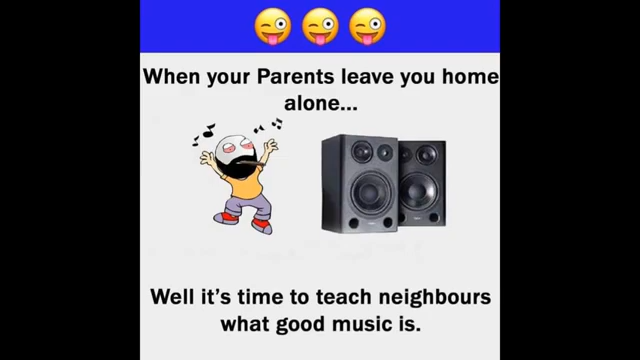 When your Parents leave you home
alone...
Well it's time to teach neighbours
what good music is.